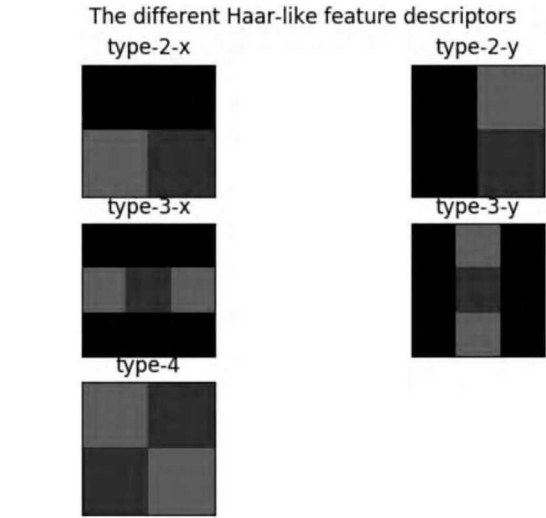 The different Haar-like feature descriptors
type-2-x
type-2-y
type-3-x
type-3-y
type-4